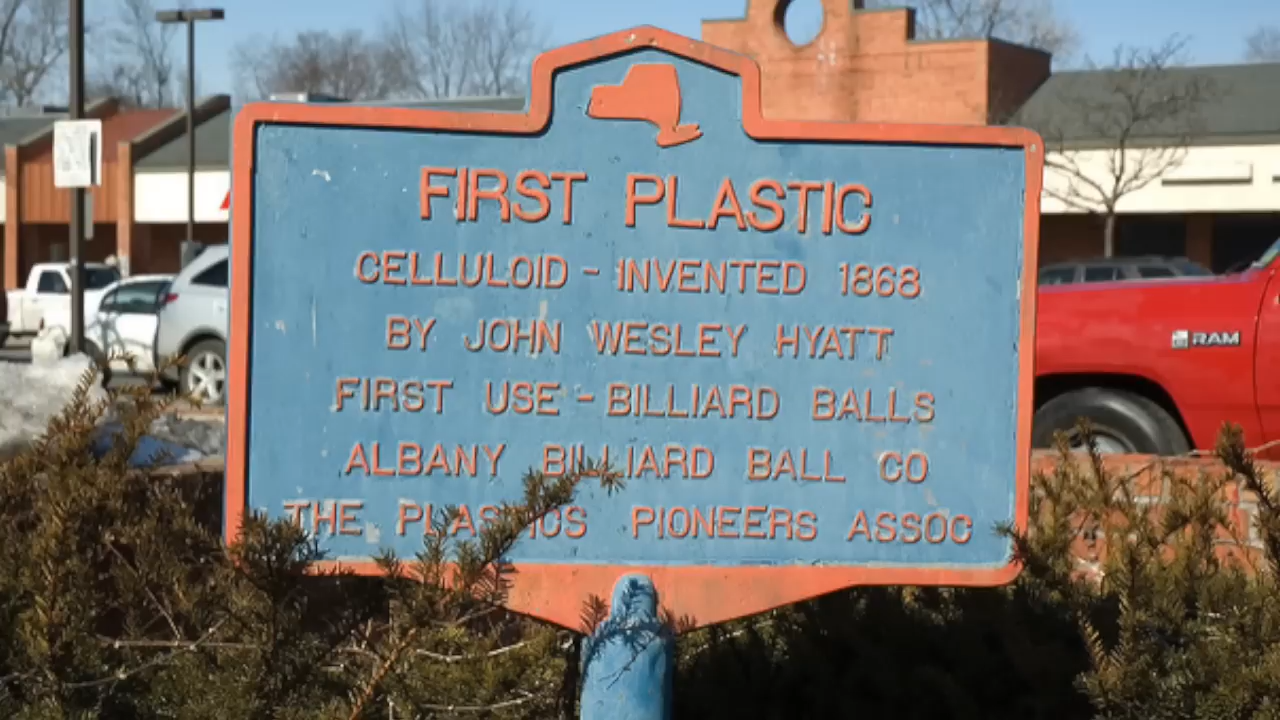 FIRST PLASTIC
CELLULOID - INVENTED 1868
BY JOHN WESLEY HYATT
FIRST USE - BILLIARD BALLS
ALBANY BILLIARD BALL CO
THE PLASTICS PIONEERS ASSOC
RAM